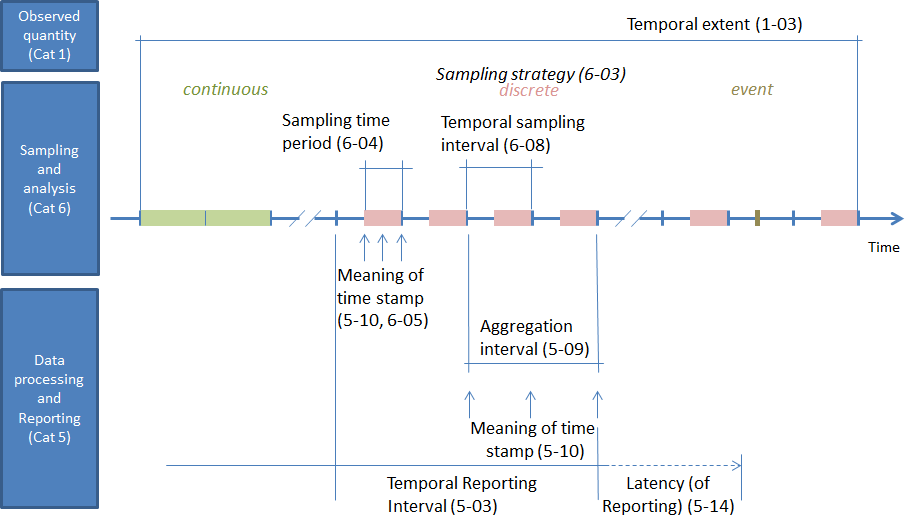 Observed
quantity
(Cat 1)
Temporal extent (1-03)
Sampling strategy (6-03)
continuous
discrete
event
Sampling time
period (6-04)
Temporal sampling
interval (6-08)
Sampling
and
analysis
(Cat 6)
Time
Meaning of
time stamp
(5-10, 6-05)
Aggregation
interval (5-09)
Data
processing
and
Reporting
(Cat 5)
Meaning of time
stamp (5-10)
Temporal Reporting
Interval (5-03)
Latency (of
Reporting) (5-14)